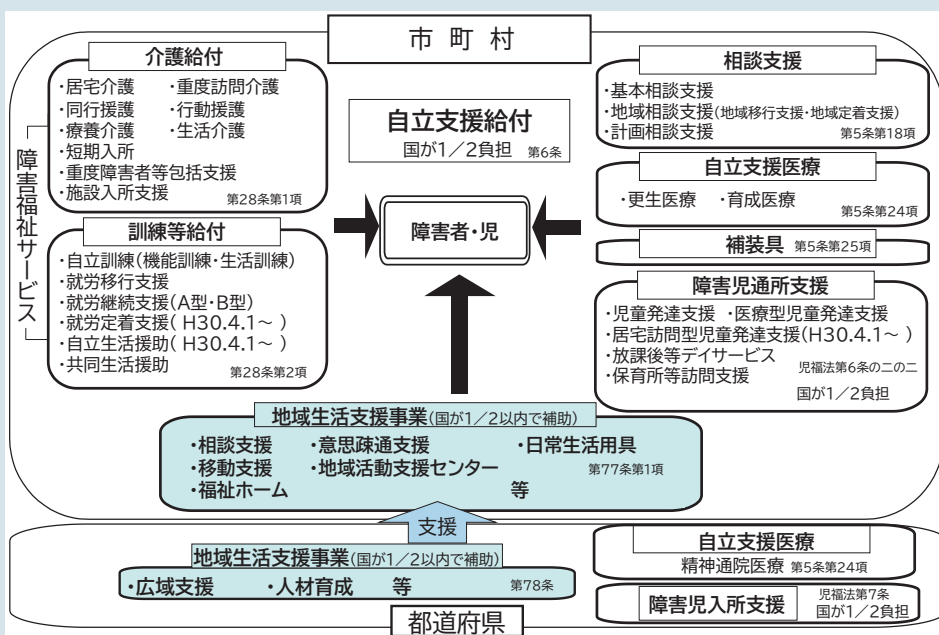 市町村
介護給付
・居宅介護 ・重度訪問介護
・同行援護 ・行動援護
・療養介護 ・生活介護
・短期入所
・重度障害者等包括支援
・施設入所支援 第28条第1項
障害福祉サービス
訓練等給付
・自立訓練(機能訓練・生活訓練)
・就労移行支援
・就労継続支援(A型・B型)
・就労定着支援( H30.4.1~ )
・自立生活援助( H30.4.1~ )
・共同生活援助 第28条第2項
自立支援給付
国が1/2負担 第6条
障害者・児
相談支援
・基本相談支援
・地域相談支援(地域移行支援・地域定着支援)
・計画相談支援 第5条第18項
自立支援医療
・更生医療 ・育成医療
第5条第24項
補装具 第5条第25項
障害児通所支援
・児童発達支援 ・医療型児童発達支援
・居宅訪問型児童発達支援(H30.4.1~ )
・放課後等デイサービス
・保育所等訪問支援 児福法第6条の二の二
国が1/2負担
地域生活支援事業(国が1/2以内で補助)
・相談支援 ・意思疎通支援 ・日常生活用具
・移動支援 ・地域活動支援センター 第77条第1項
・福祉ホーム 等
支援
地域生活支援事業(国が1/2以内で補助)
・広域支援 ・人材育成 等 第78条
自立支援医療
精神通院医療 第5条第24項
障害児入所支援 児福法第7条
国が1/2負担
都道府県